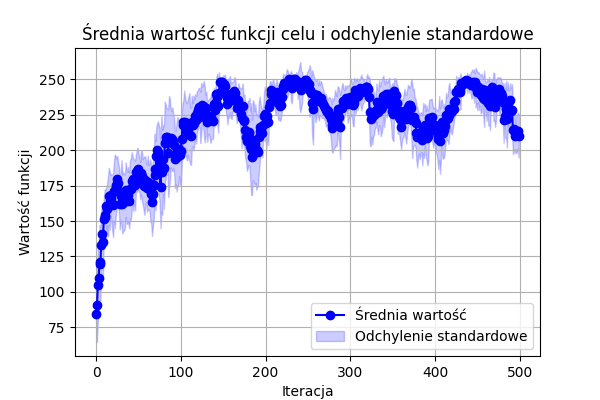 Średnia wartość funkcji celu i odchylenie standardowe
Wartość funkcji
250
225
200
175
150
125
100
75
0
100
200
300
400
500
Iteracja
Średnia wartość
Odchylenie standardowe